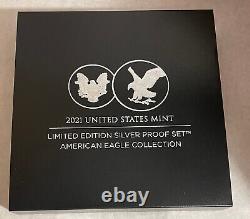 2021 UNITED STATES MINT
LIMITED EDITION SILVER PROOF SET™
AMERICAN EAGLE COLLECTION